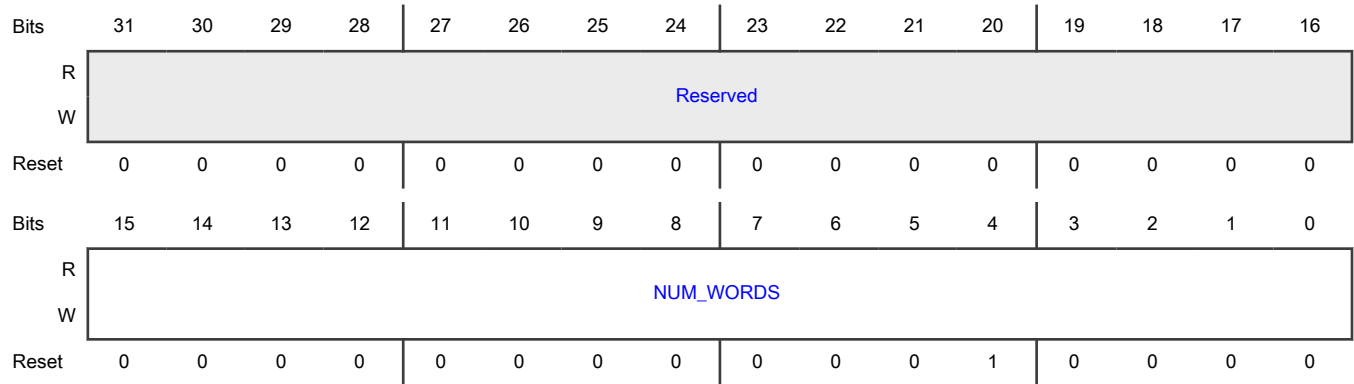 Bits 31 30 29 28 27 26 25 24 23 22 21 20 19 18 17 16
R
Reserved
W
Reset 0 0 0 0 0 0 0 0 0 0 0 0 0 0 0 0
Bits 15 14 13 12 11 10 9 8 7 6 5 4 3 2 1 0
R
NUM_WORDS
W
Reset 0 0 0 0 0 0 0 0 0 0 0 1 0 0 0 0